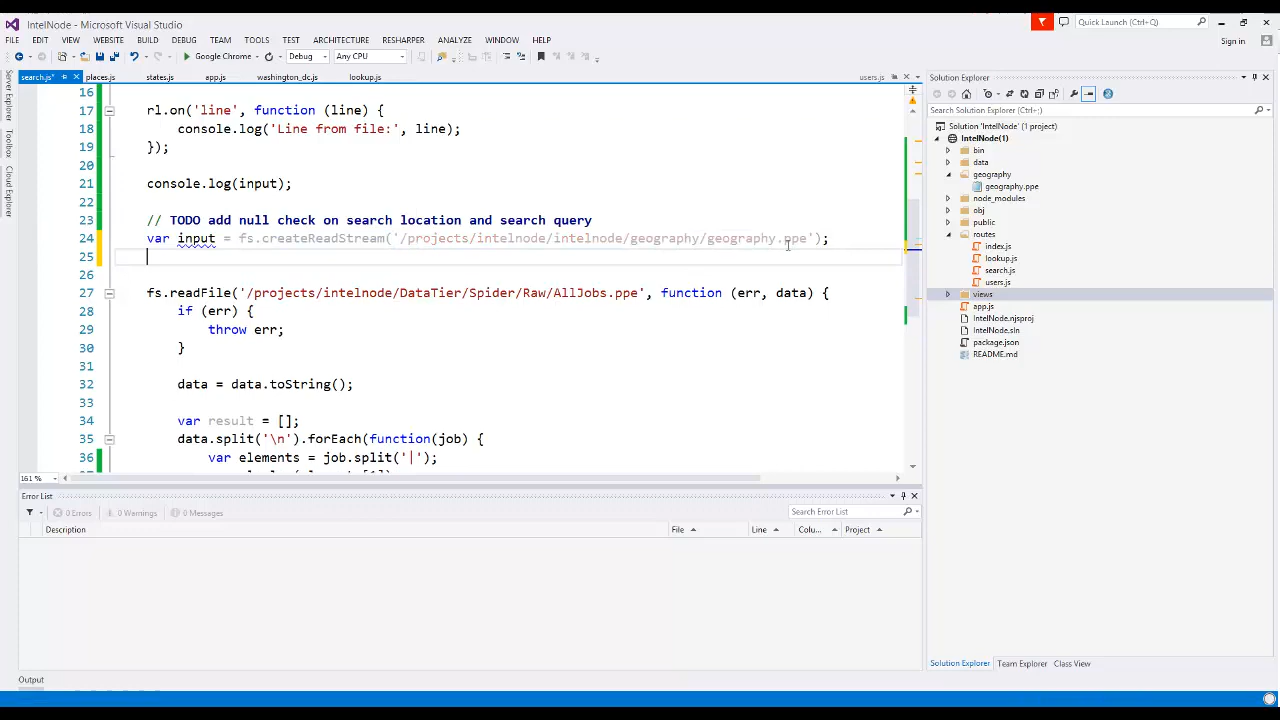 IntelNode - Microsoft Visual Studio
Quick Launch (Ctrl+Q)
FILE EDIT VIEW WEBSITE BUILD DEBUG TEAM TOOLS TEST ARCHITECTURE RESHARPER ANALYZE WINDOW HELP
Sign in
Google Chrome Debug Any CPU
search.js* places.js states.js app.js washington_dc.js lookup.js users.js
Server Explorer
Toolbox
Cloud Explorer
16
17 rl.on('line', function (line) {
18 console.log('Line from file:', line);
19 });
20
21 console.log(input);
22
23 // TODO add null check on search location and search query
24 var input = fs.createReadStream('/projects/intelnode/intelnode/geography/geography.ppe');
25
26
27 fs.readFile('/projects/intelnode/DataTier/Spider/Raw/AllJobs.ppe', function (err, data) {
28 if (err) {
29 throw err;
30 }
31
32 data = data.toString();
33
34 var result = [];
35 data.split('\n').forEach(function(job) {
36 var elements = job.split('|');
161 %
Error List
0 Errors 0 Warnings 0 Messages
Search Error List
Description File Line Colu... Project
Output
Solution Explorer
Search Solution Explorer (Ctrl+;)
Solution 'IntelNode' (1 project)
IntelNode(1)
bin
data
geography
geography.ppe
node_modules
obj
public
routes
index.js
lookup.js
search.js
users.js
views
app.js
IntelNode.njsproj
IntelNode.sln
package.json
README.md
Solution Explorer Team Explorer Class View